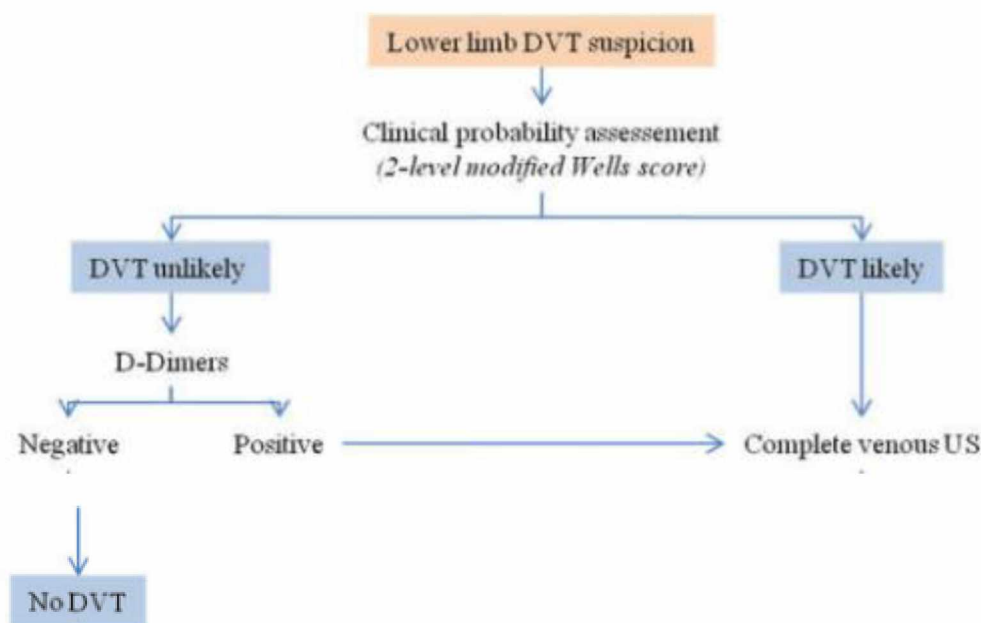 Lower limb DVT suspicion
Clinical probability assessement
(2-level modified Wells score)
DVT unlikely
DVT likely
D-Dimers
Negative
Positive
Complete venous US
No DVT